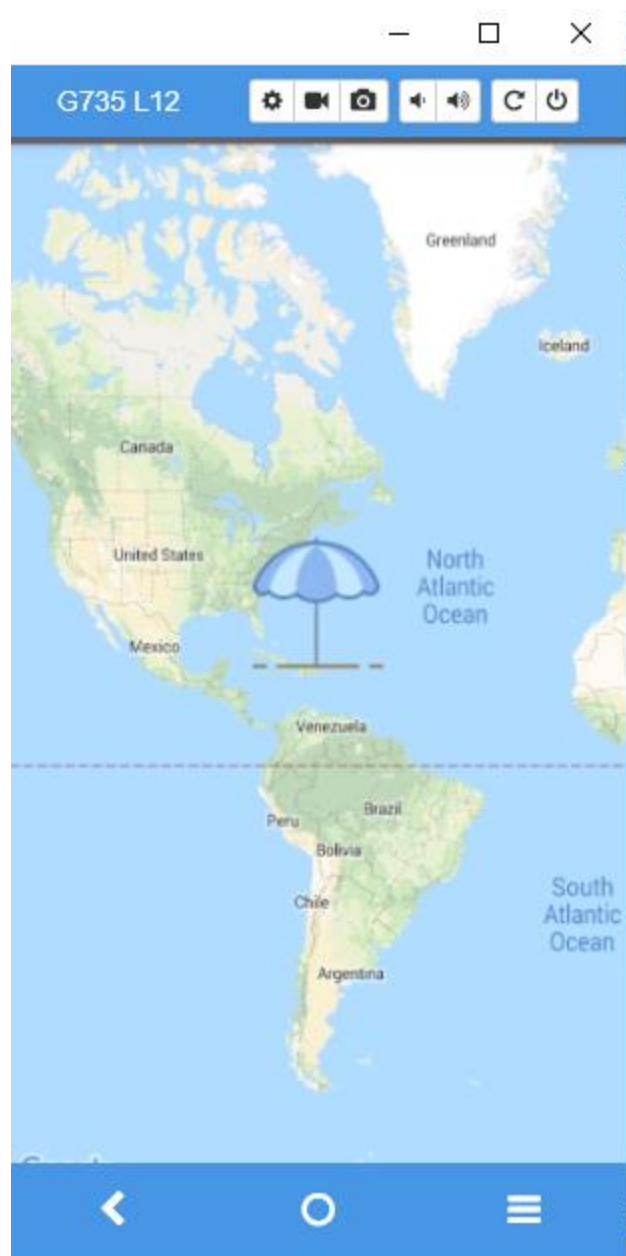 G735 L12
Greenland
Iceland
Canada
United States
North
Atlantic
Ocean
Mexico
Venezuela
Brazil
Peru
Bolivia
Chile
South
Atlantic
Ocean
Argentina